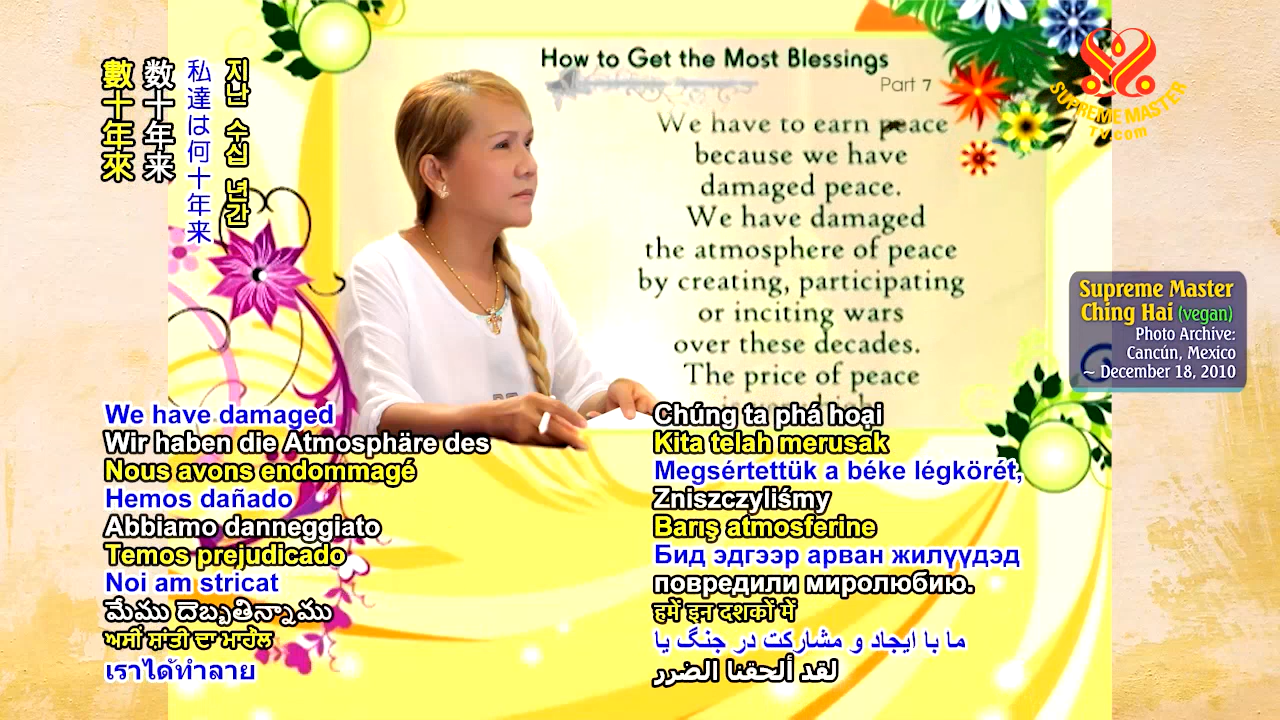 How to Get the Most Blessings
Part 7
We have to earn peace
because we have
damaged peace.
We have damaged
the atmosphere of peace
by creating, participating
or inciting wars
over these decades.
The price of peace
SUPREME MASTER
TV.com
Supreme Master
Ching Hai (vegan)
Photo Archive:
Cancún, Mexico
~ December 18, 2010
數十年來
数十年来
私達は何十年来
지난 수십 년간
We have damaged
Wir haben die Atmosphäre des
Nous avons endommagé
Hemos dañado
Abbiamo danneggiato
Temos prejudicado
Noi am stricat
మేము దెబ్బతిన్నాము
ਅਸੀਂ ਸ਼ਾਂਤੀ ਦਾ ਮਾਹੌਲ
เราได้ทำลาย
Chúng ta phá hoại
Kita telah merusak
Megsértettük a béke légkörét,
Zniszczyliśmy
Barış atmosferine
Бид эдгээр арван жилүүдэд
повредили миролюбию.
हमें इन दशकों में
ما با ایجاد و مشارکت در جنگ یا
لقد ألحقنا الضرر